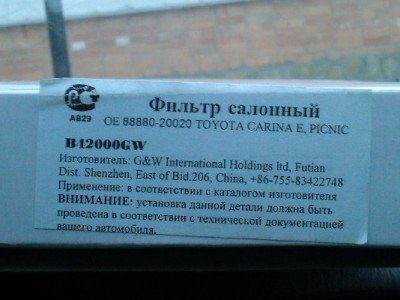 АВ29
Фильтр салонный
OE 88880-20020 TOYOTA CARINA E, PICNIC
B42000GW
Изготовитель: G&W International Holdings ltd, Futian
Dist. Shenzhen, East of Bid.206, China, +86-755-83422748
Применение: в соответствии с каталогом изготовителя
ВНИМАНИЕ: установка данной детали должна быть
проведена в соответствии с технической документацией
вашего автомобиля.